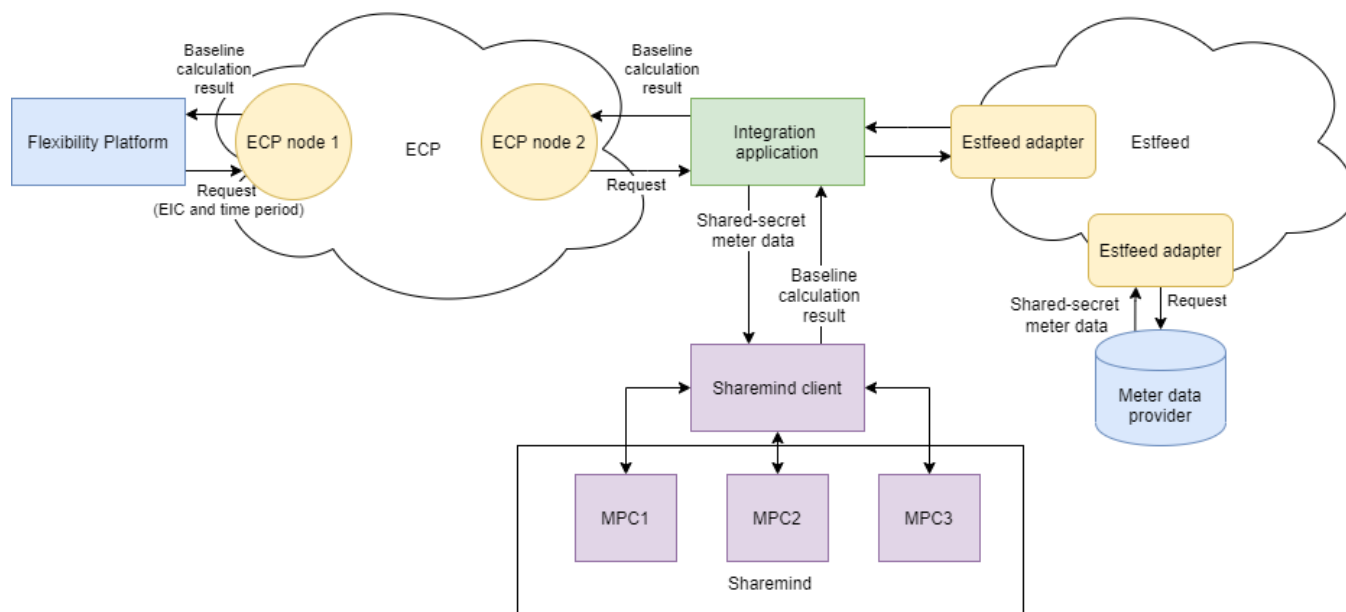 Baseline
calculation
result
Flexibility Platform
Request
(EIC and time period)
ECP node 1
ECP
ECP node 2
Baseline
calculation
result
Request
Integration
application
Estfeed adapter
Estfeed
Estfeed adapter
Shared-secret
meter data
Request
Meter data
provider
Shared-secret
meter data
Baseline
calculation
result
Sharemind client
MPC1
MPC2
MPC3
Sharemind